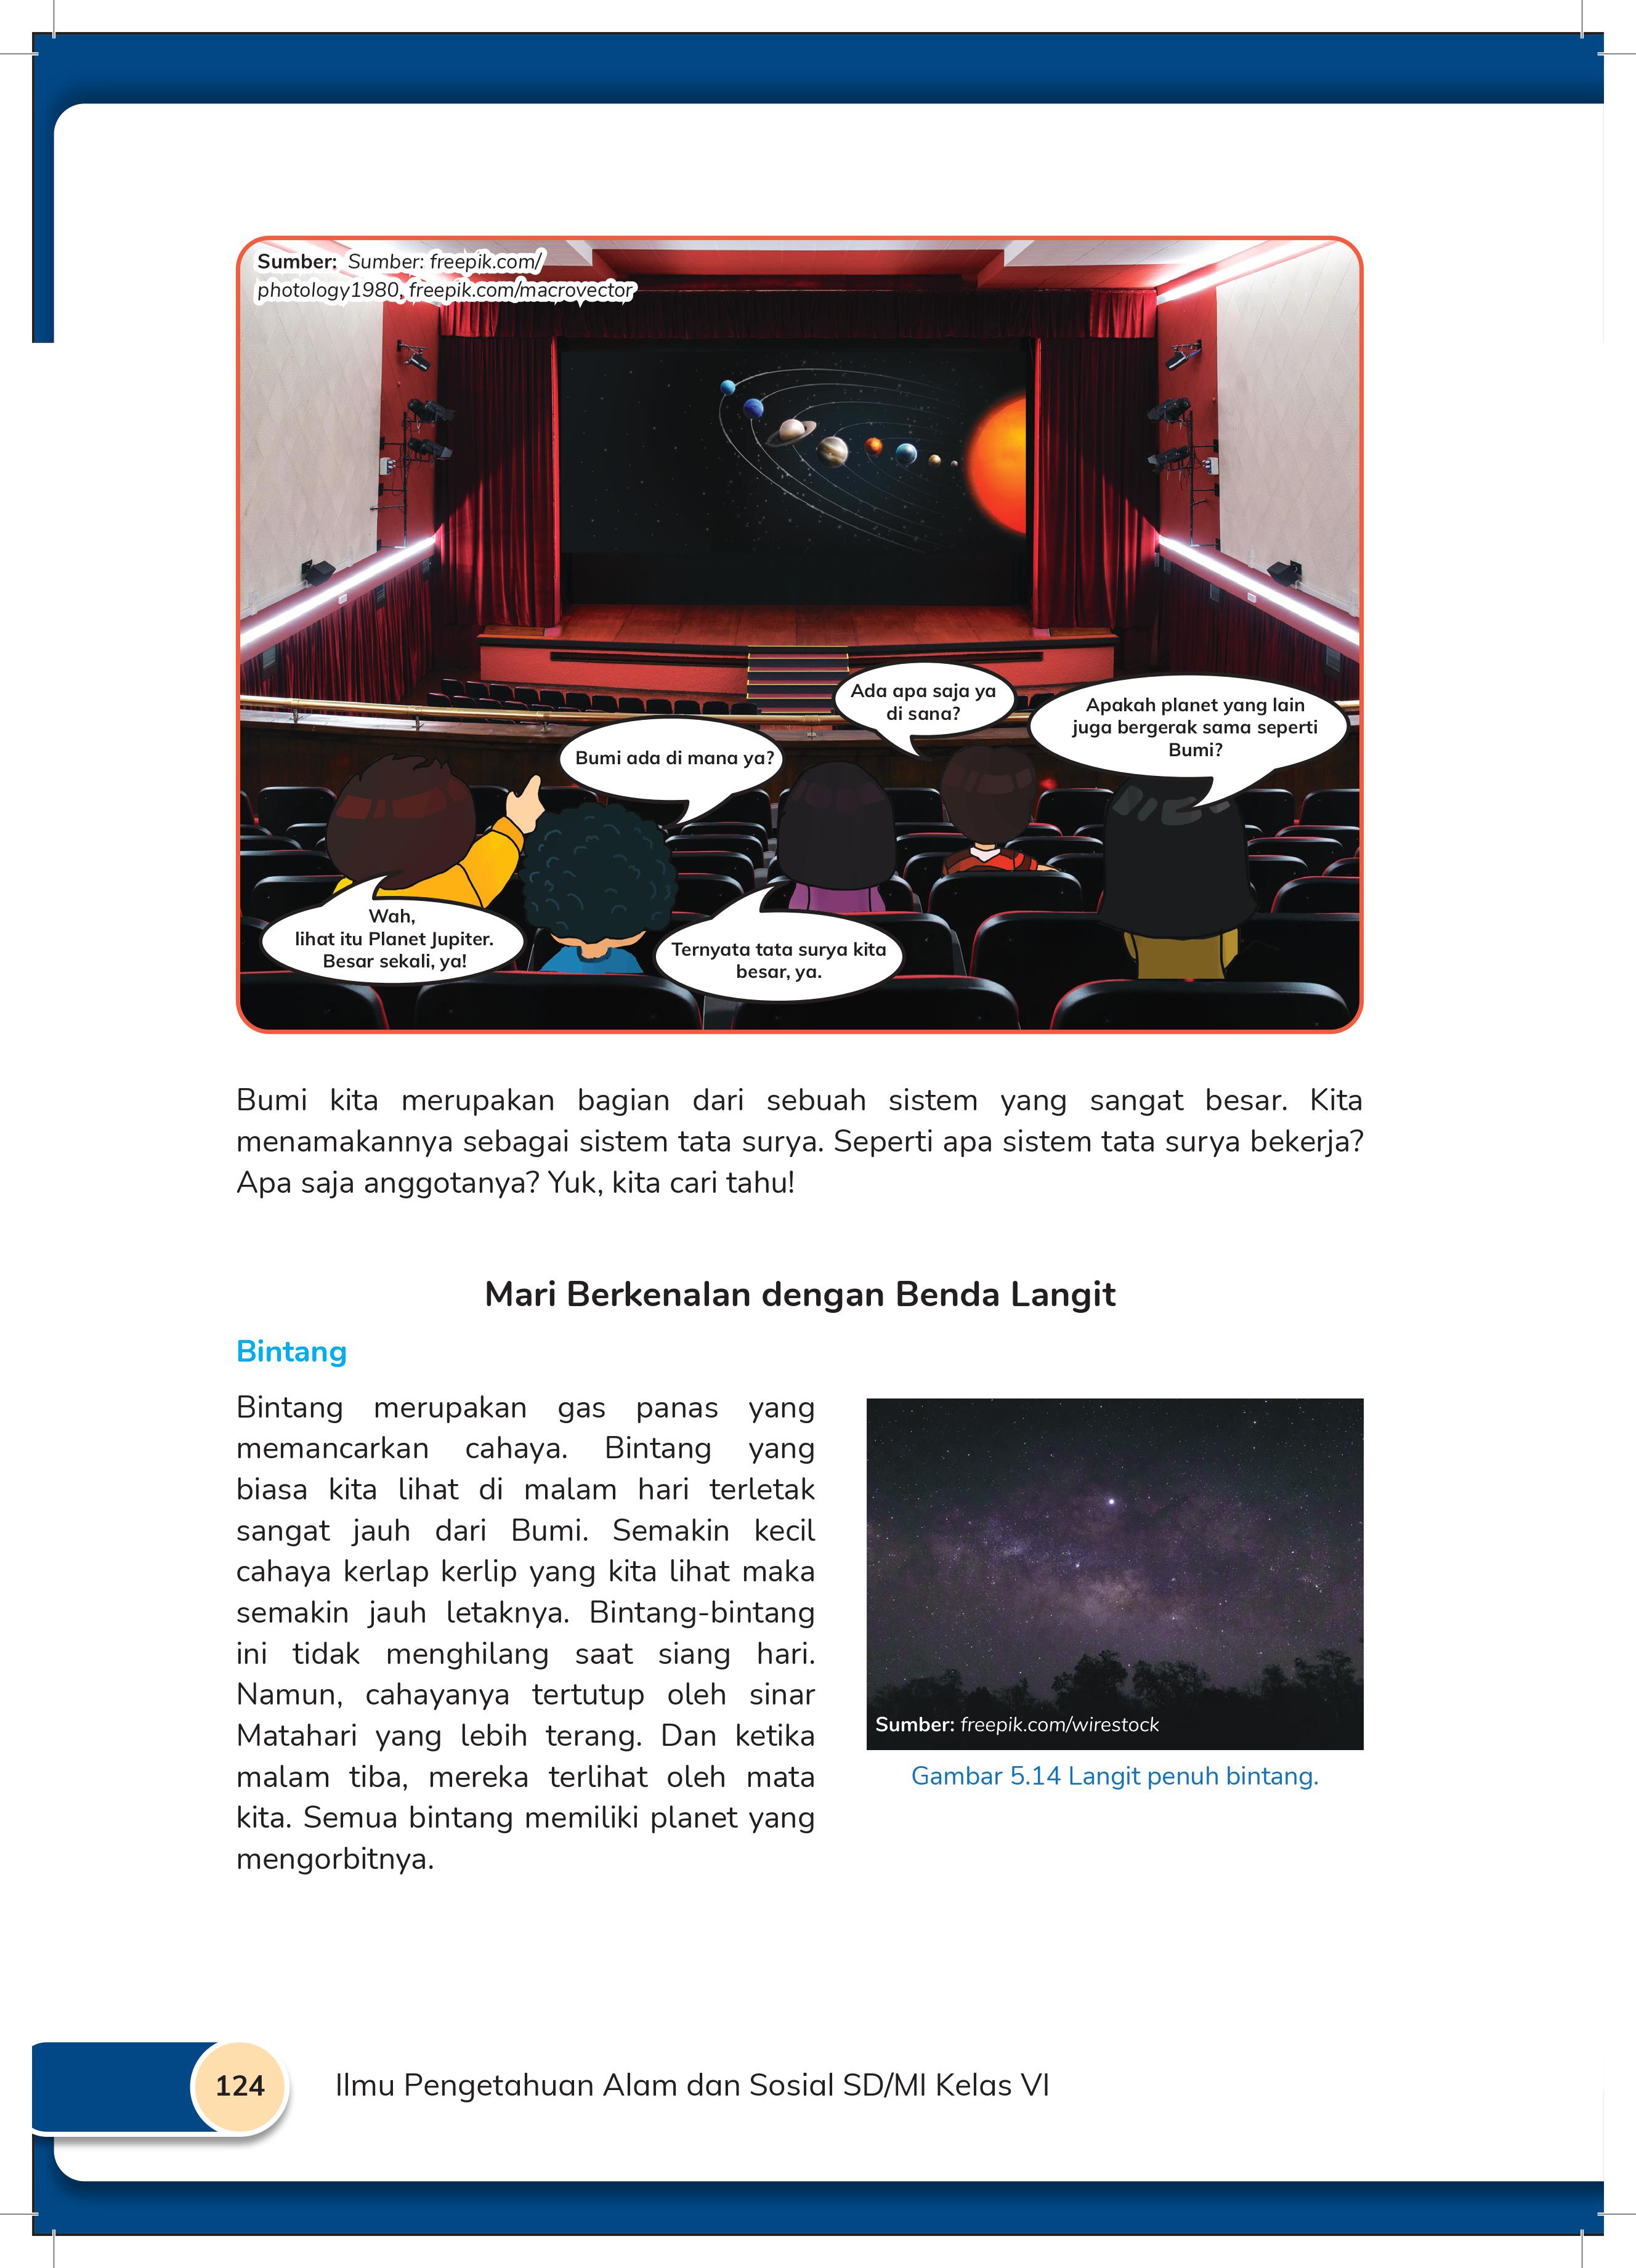 Sumber: Sumber: freepik.com/
photology1980, freepik.com/macrovector
Ada apa saja ya
di sana?
Apakah planet yang lain
juga bergerak sama seperti
Bumi?
Bumi ada di mana ya?
Wah,
lihat itu Planet Jupiter.
Besar sekali, ya!
Ternyata tata surya kita
besar, ya.
Bumi kita merupakan bagian dari sebuah sistem yang sangat besar. Kita
menamakannya sebagai sistem tata surya. Seperti apa sistem tata surya bekerja?
Apa saja anggotanya? Yuk, kita cari tahu!
Mari Berkenalan dengan Benda Langit
Bintang
Bintang merupakan gas panas yang
memancarkan cahaya. Bintang yang
biasa kita lihat di malam hari terletak
sangat jauh dari Bumi. Semakin kecil
cahaya kerlap kerlip yang kita lihat maka
semakin jauh letaknya. Bintang-bintang
ini tidak menghilang saat siang hari.
Namun, cahayanya tertutup oleh sinar
Matahari yang lebih terang. Dan ketika
malam tiba, mereka terlihat oleh mata
kita. Semua bintang memiliki planet yang
mengorbitnya.
Sumber: freepik.com/wirestock
Gambar 5.14 Langit penuh bintang.
124
Ilmu Pengetahuan Alam dan Sosial SD/MI Kelas VI